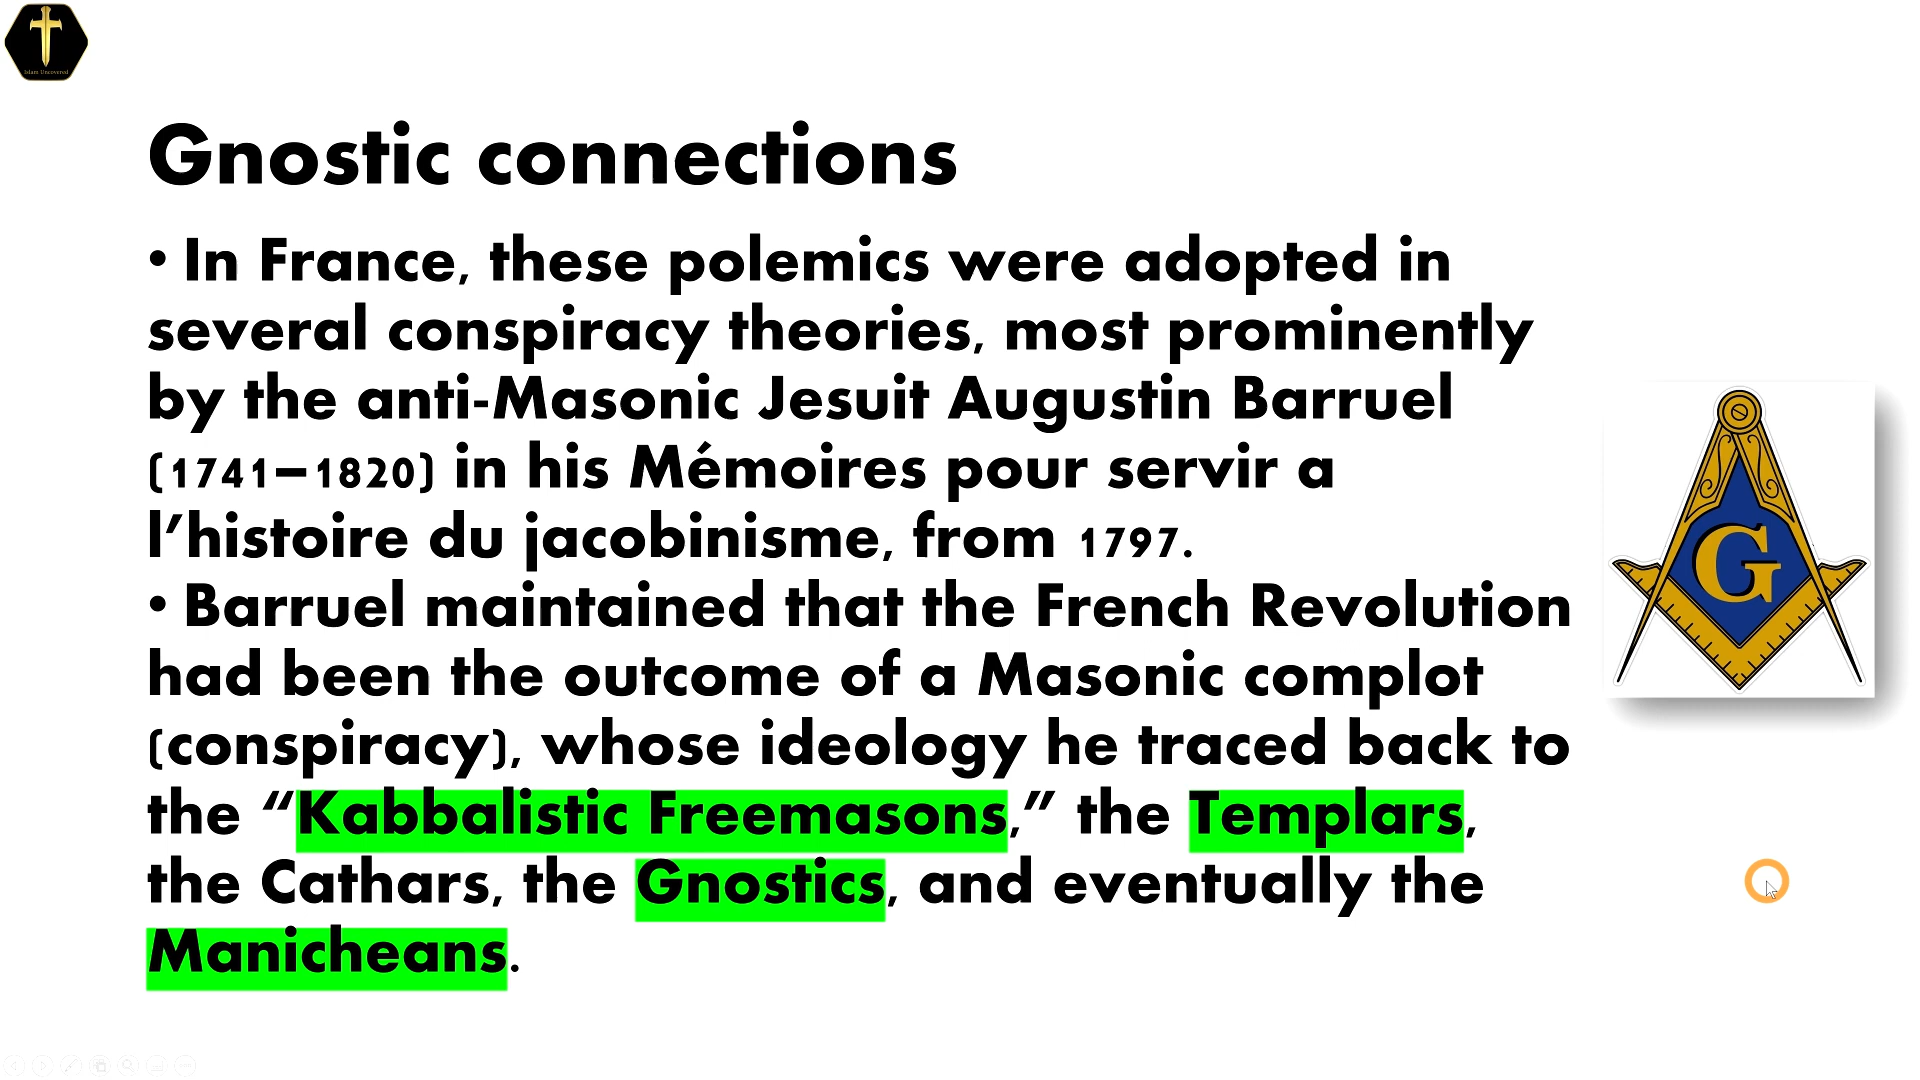 Islam Uncovered
Gnostic connections
• In France, these polemics were adopted in
several conspiracy theories, most prominently
by the anti-Masonic Jesuit Augustin Barruel
(1741–1820) in his Mémoires pour servir a
l’histoire du jacobinisme, from 1797.
• Barruel maintained that the French Revolution
had been the outcome of a Masonic complot
(conspiracy), whose ideology he traced back to
the “Kabbalistic Freemasons,” the Templars,
the Cathars, the Gnostics, and eventually the
Manicheans.
G